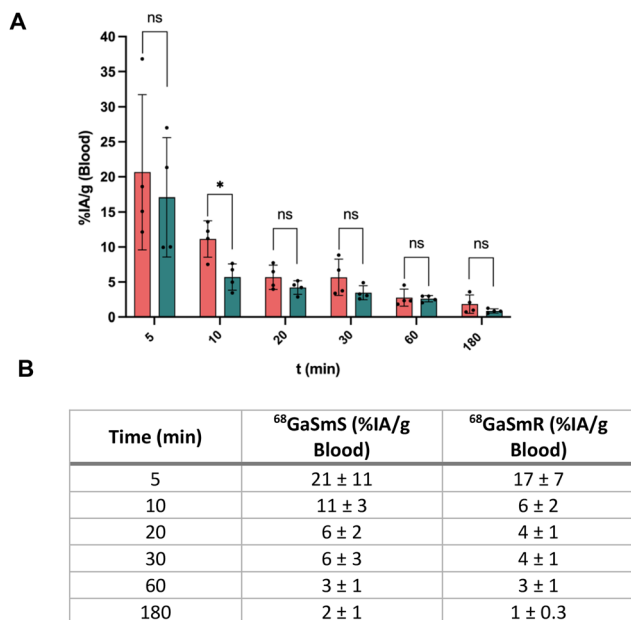 A
ns
*
ns
ns
ns
ns
%IA/g (Blood)
40
35
30
25
20
15
10
5
0
5
10
20
30
60
180
t (min)
B
Time (min) ⁶⁸GaSmS (%IA/g Blood) ⁶⁸GaSmR (%IA/g Blood)
5 21 ± 11 17 ± 7
10 11 ± 3 6 ± 2
20 6 ± 2 4 ± 1
30 6 ± 3 4 ± 1
60 3 ± 1 3 ± 1
180 2 ± 1 1 ± 0.3